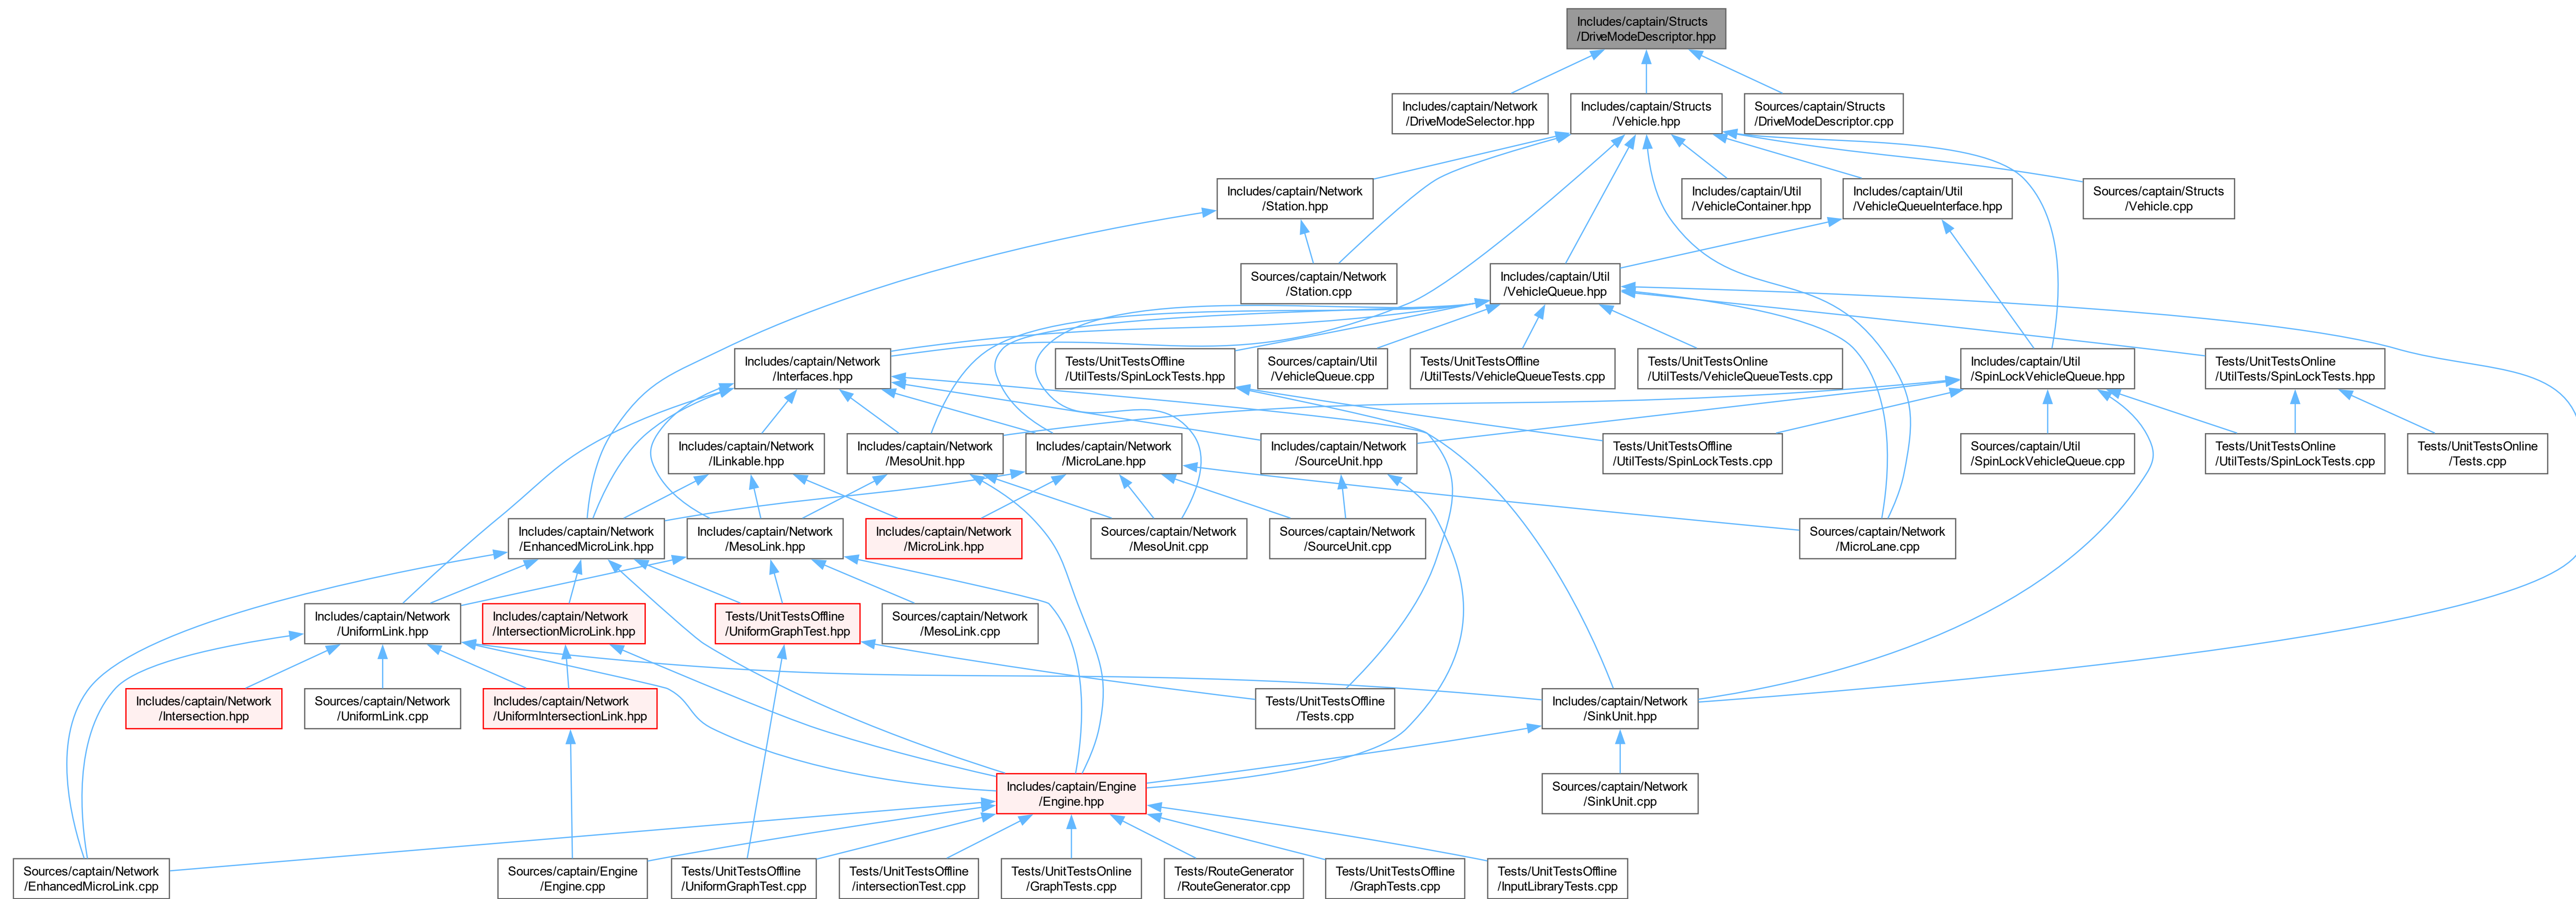 Includes/captain/Structs
/DriveModeDescriptor.hpp
Includes/captain/Network
/DriveModeSelector.hpp
Includes/captain/Structs
/Vehicle.hpp
Sources/captain/Structs
/DriveModeDescriptor.cpp
Includes/captain/Network
/Station.hpp
Includes/captain/Util
/VehicleContainer.hpp
Includes/captain/Util
/VehicleQueueInterface.hpp
Sources/captain/Structs
/Vehicle.cpp
Sources/captain/Network
/Station.cpp
Includes/captain/Util
/VehicleQueue.hpp
Includes/captain/Network
/Interfaces.hpp
Tests/UnitTestsOffline
/UtilTests/SpinLockTests.hpp
Sources/captain/Util
/VehicleQueue.cpp
Tests/UnitTestsOffline
/UtilTests/VehicleQueueTests.cpp
Tests/UnitTestsOnline
/UtilTests/VehicleQueueTests.cpp
Includes/captain/Util
/SpinLockVehicleQueue.hpp
Tests/UnitTestsOnline
/UtilTests/SpinLockTests.hpp
Includes/captain/Network
/ILinkable.hpp
Includes/captain/Network
/MesoUnit.hpp
Includes/captain/Network
/MicroLane.hpp
Includes/captain/Network
/SourceUnit.hpp
Tests/UnitTestsOffline
/UtilTests/SpinLockTests.cpp
Sources/captain/Util
/SpinLockVehicleQueue.cpp
Tests/UnitTestsOnline
/UtilTests/SpinLockTests.cpp
Tests/UnitTestsOnline
/Tests.cpp
Includes/captain/Network
/EnhancedMicroLink.hpp
Includes/captain/Network
/MesoLink.hpp
Includes/captain/Network
/MicroLink.hpp
Sources/captain/Network
/MesoUnit.cpp
Sources/captain/Network
/SourceUnit.cpp
Sources/captain/Network
/MicroLane.cpp
Includes/captain/Network
/UniformLink.hpp
Includes/captain/Network
/IntersectionMicroLink.hpp
Tests/UnitTestsOffline
/UniformGraphTest.hpp
Sources/captain/Network
/MesoLink.cpp
Includes/captain/Network
/Intersection.hpp
Sources/captain/Network
/UniformLink.cpp
Includes/captain/Network
/UniformIntersectionLink.hpp
Tests/UnitTestsOffline
/Tests.cpp
Includes/captain/Network
/SinkUnit.hpp
Includes/captain/Engine
/Engine.hpp
Sources/captain/Network
/SinkUnit.cpp
Sources/captain/Network
/EnhancedMicroLink.cpp
Sources/captain/Engine
/Engine.cpp
Tests/UnitTestsOffline
/UniformGraphTest.cpp
Tests/UnitTestsOffline
/intersectionTest.cpp
Tests/UnitTestsOnline
/GraphTests.cpp
Tests/RouteGenerator
/RouteGenerator.cpp
Tests/UnitTestsOffline
/GraphTests.cpp
Tests/UnitTestsOffline
/InputLibraryTests.cpp